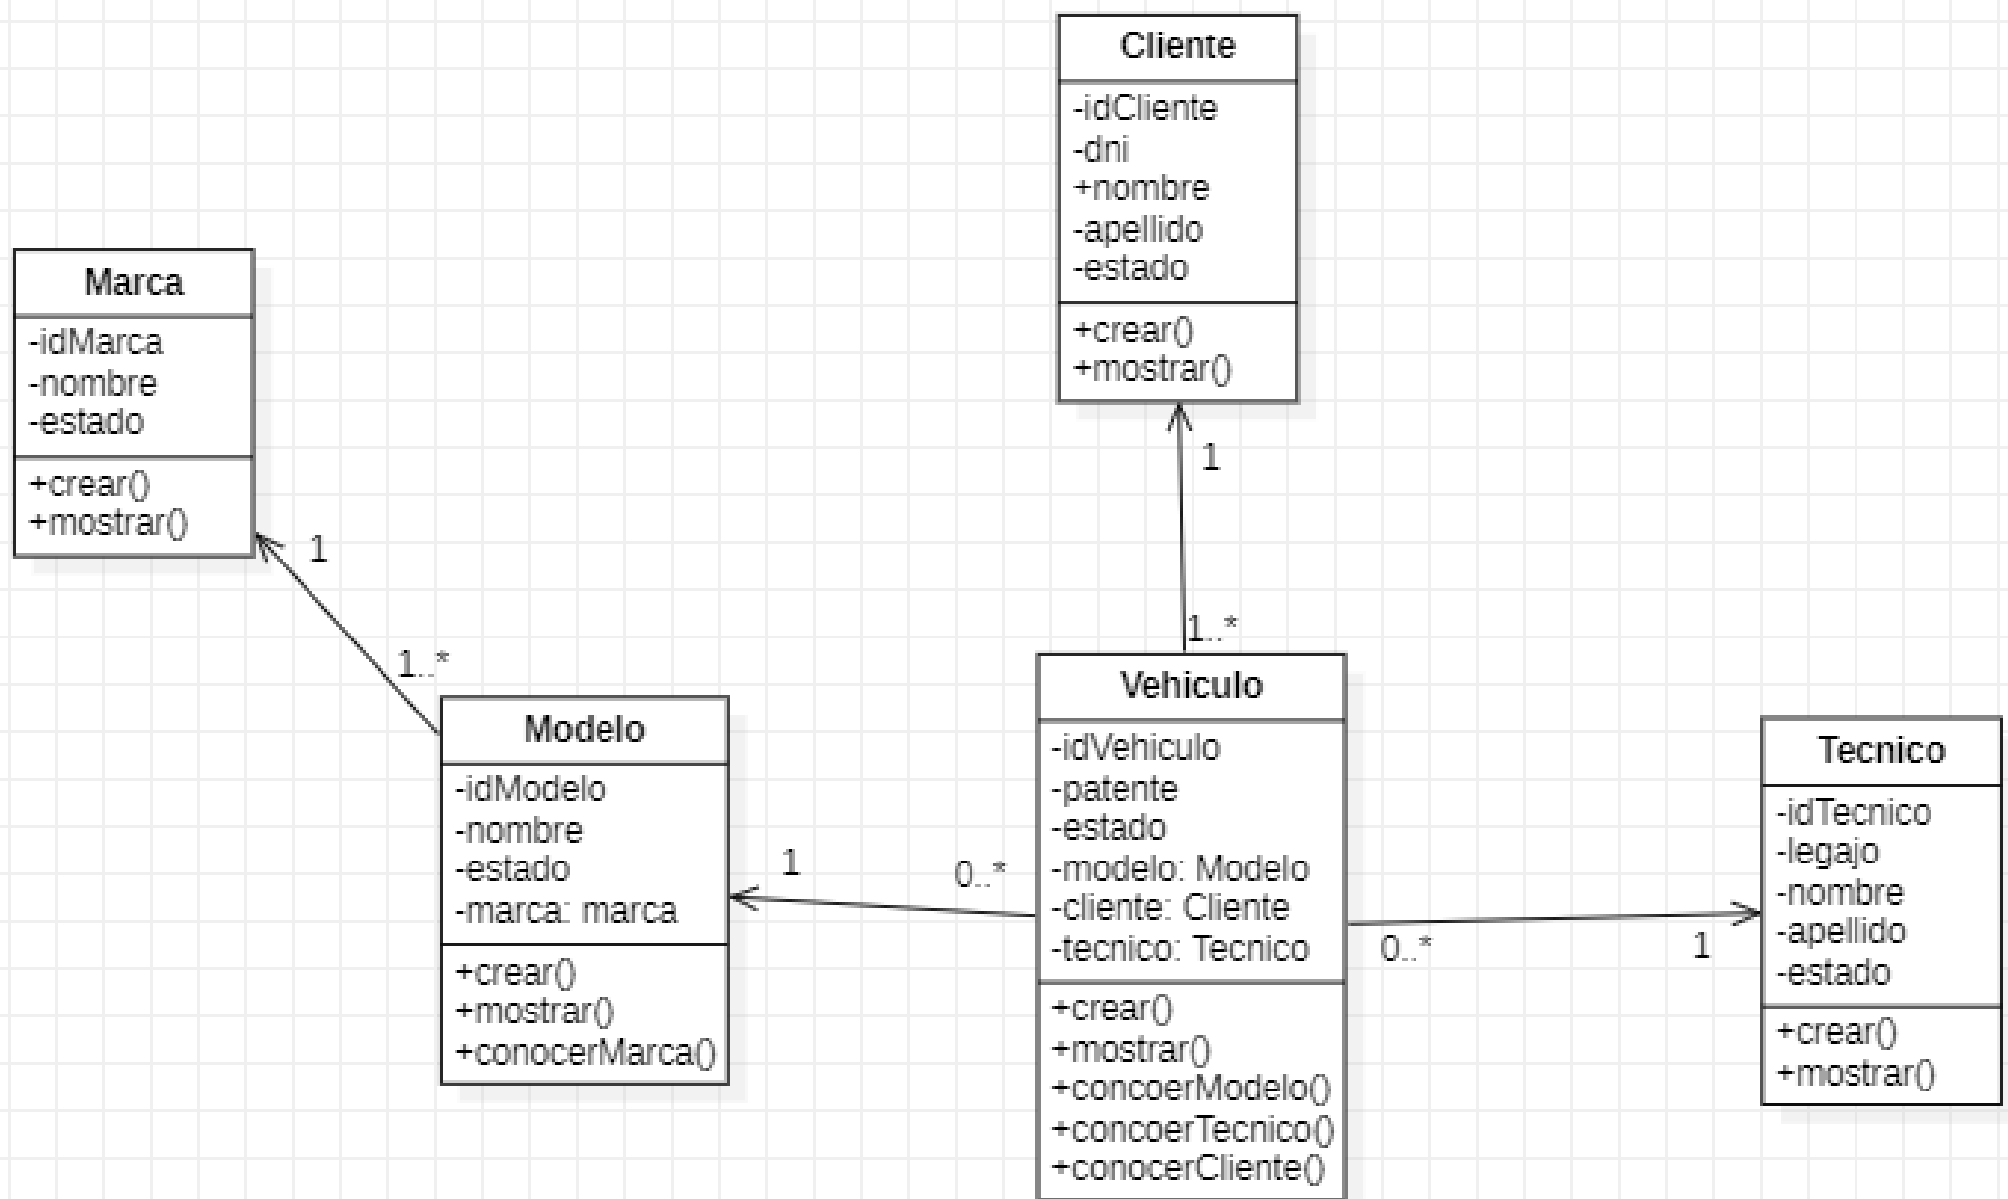 Cliente
-idCliente
-dni
+nombre
-apellido
-estado
+crear()
+mostrar()
1
1..*
Marca
-idMarca
-nombre
-estado
+crear()
+mostrar()
1
1..*
Modelo
-idModelo
-nombre
-estado
-marca: marca
+crear()
+mostrar()
+conocerMarca()
1
0..*
Vehiculo
-idVehiculo
-patente
-estado
-modelo: Modelo
-cliente: Cliente
-tecnico: Tecnico
+crear()
+mostrar()
+concoerModelo()
+concoerTecnico()
+conocerCliente()
0..*
1
Tecnico
-idTecnico
-legajo
-nombre
-apellido
-estado
+crear()
+mostrar()